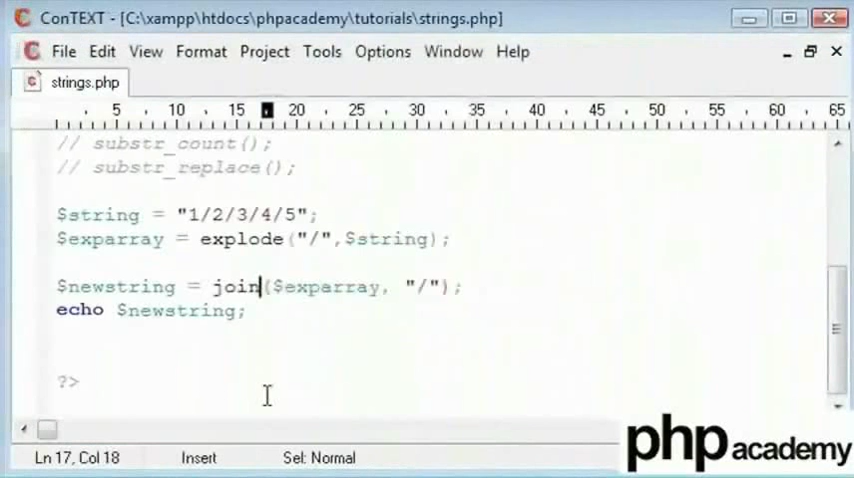 ConTEXT - [C:\xampp\htdocs\phpacademy\tutorials\strings.php]
File Edit View Format Project Tools Options Window Help
strings.php
5 10 15 20 25 30 35 40 45 50 55 60 65
// substr_count();
// substr_replace();
$string = "1/2/3/4/5";
$exparray = explode("/",$string);
$newstring = join($exparray, "/");
echo $newstring;
?>
Ln 17, Col 18 Insert Sel: Normal
php academy